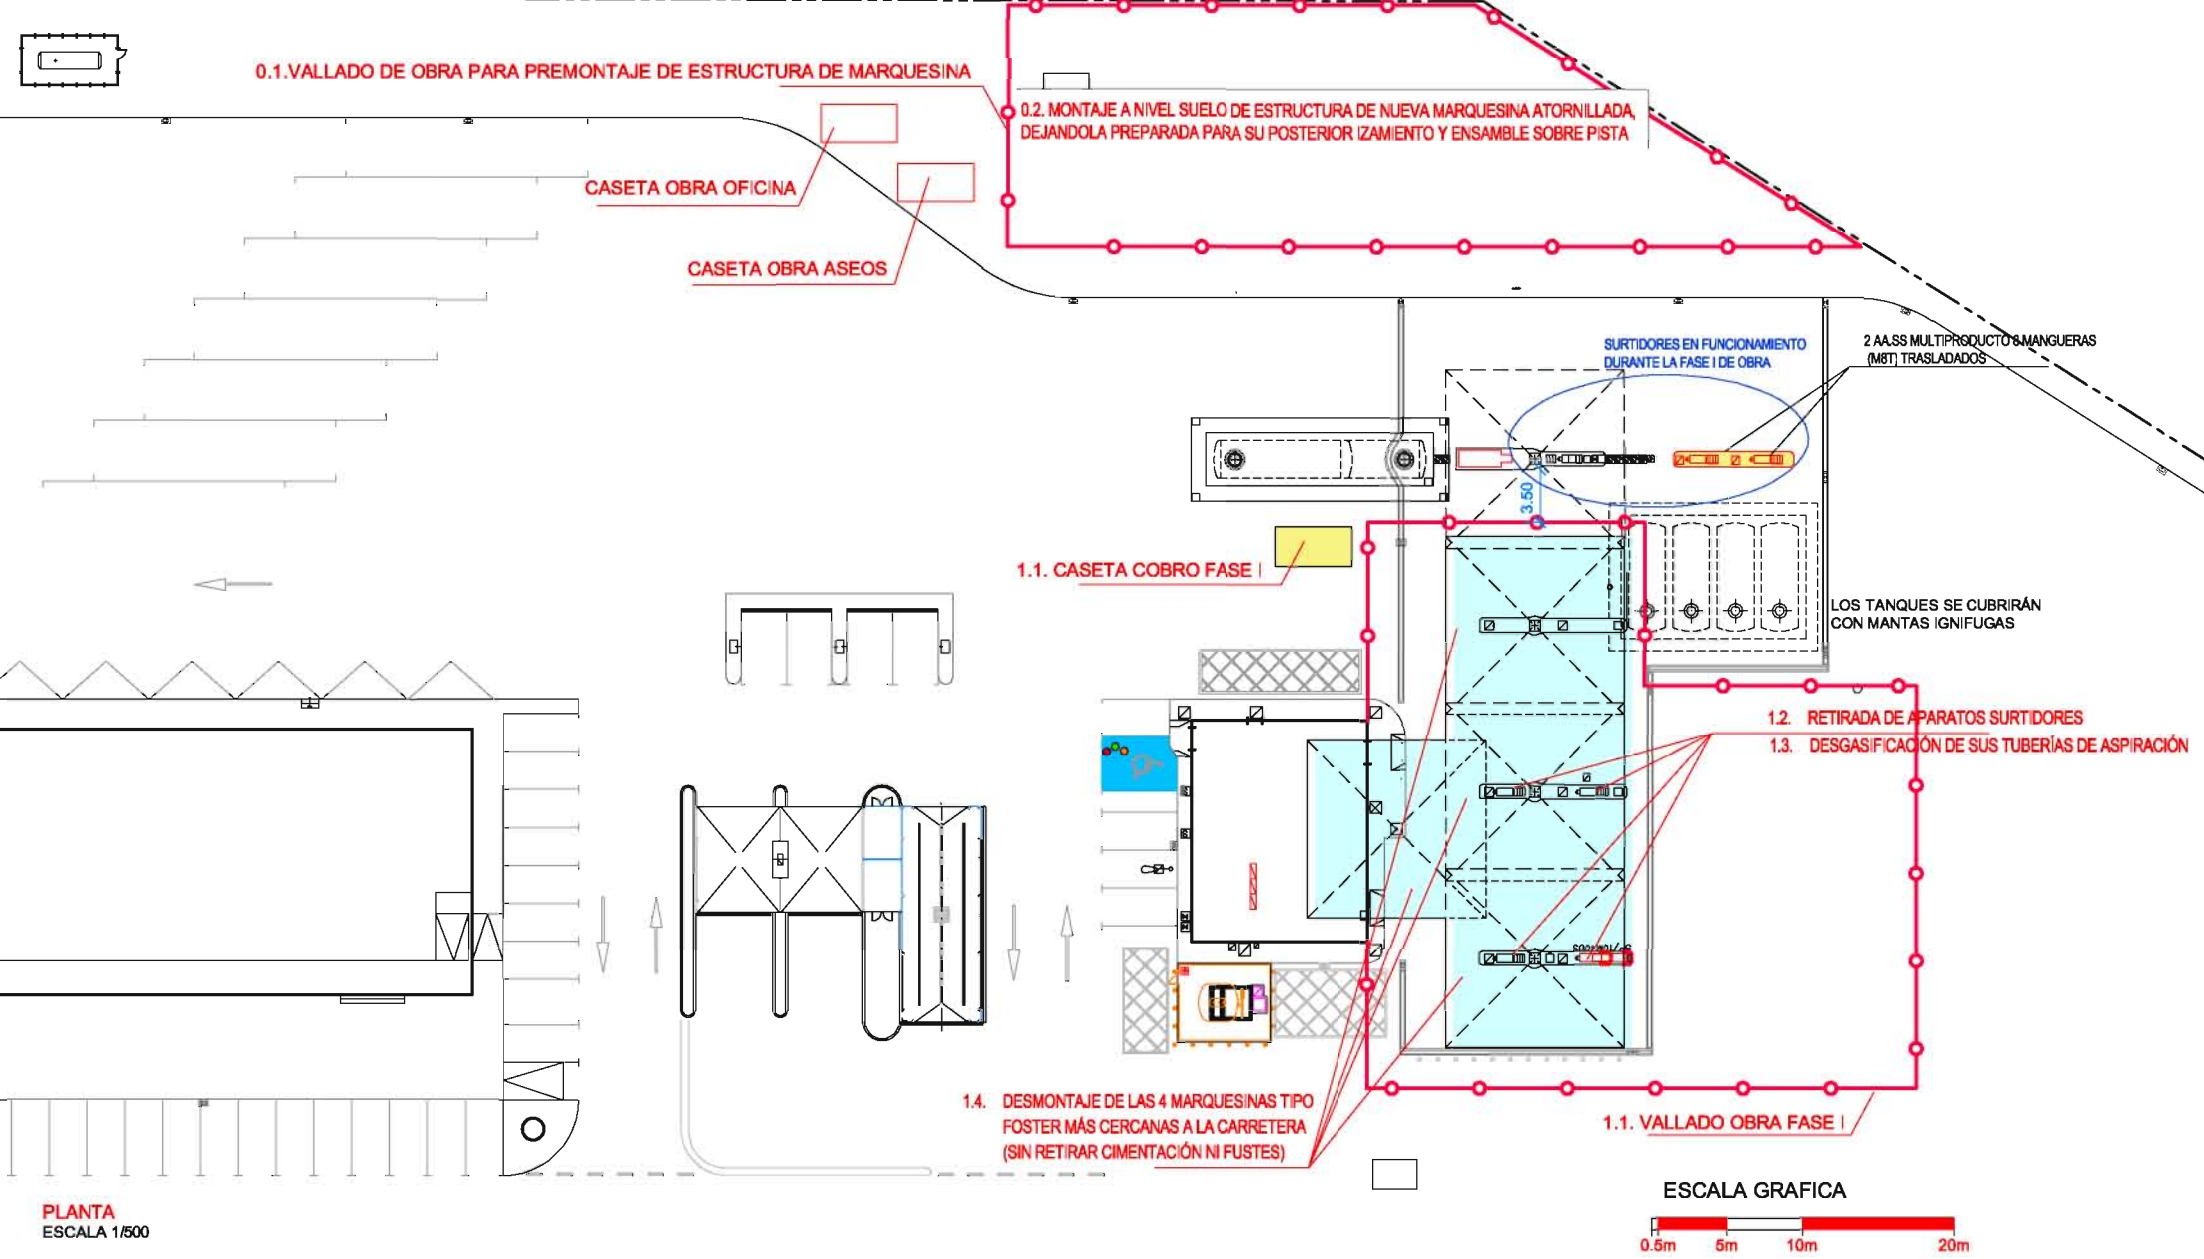 0.1.VALLADO DE OBRA PARA PREMONTAJE DE ESTRUCTURA DE MARQUESINA
0.2. MONTAJE A NIVEL SUELO DE ESTRUCTURA DE NUEVA MARQUESINA ATORNILLADA,
DEJANDOLA PREPARADA PARA SU POSTERIOR IZAMIENTO Y ENSAMBLE SOBRE PISTA
CASETA OBRA OFICINA
CASETA OBRA ASEOS
SURTIDORES EN FUNCIONAMIENTO
DURANTE LA FASE I DE OBRA
2 AA.SS MULTIPRODUCTO 8 MANGUERAS
(M8T) TRASLADADOS
3.50
1.1. CASETA COBRO FASE I
LOS TANQUES SE CUBRIRÁN
CON MANTAS IGNIFUGAS
1.2. RETIRADA DE APARATOS SURTIDORES
1.3. DESGASIFICACIÓN DE SUS TUBERÍAS DE ASPIRACIÓN
1.4. DESMONTAJE DE LAS 4 MARQUESINAS TIPO
FOSTER MÁS CERCANAS A LA CARRETERA
(SIN RETIRAR CIMENTACIÓN NI FUSTES)
1.1. VALLADO OBRA FASE I
PLANTA
ESCALA 1/500
ESCALA GRAFICA
0.5m 5m 10m 20m